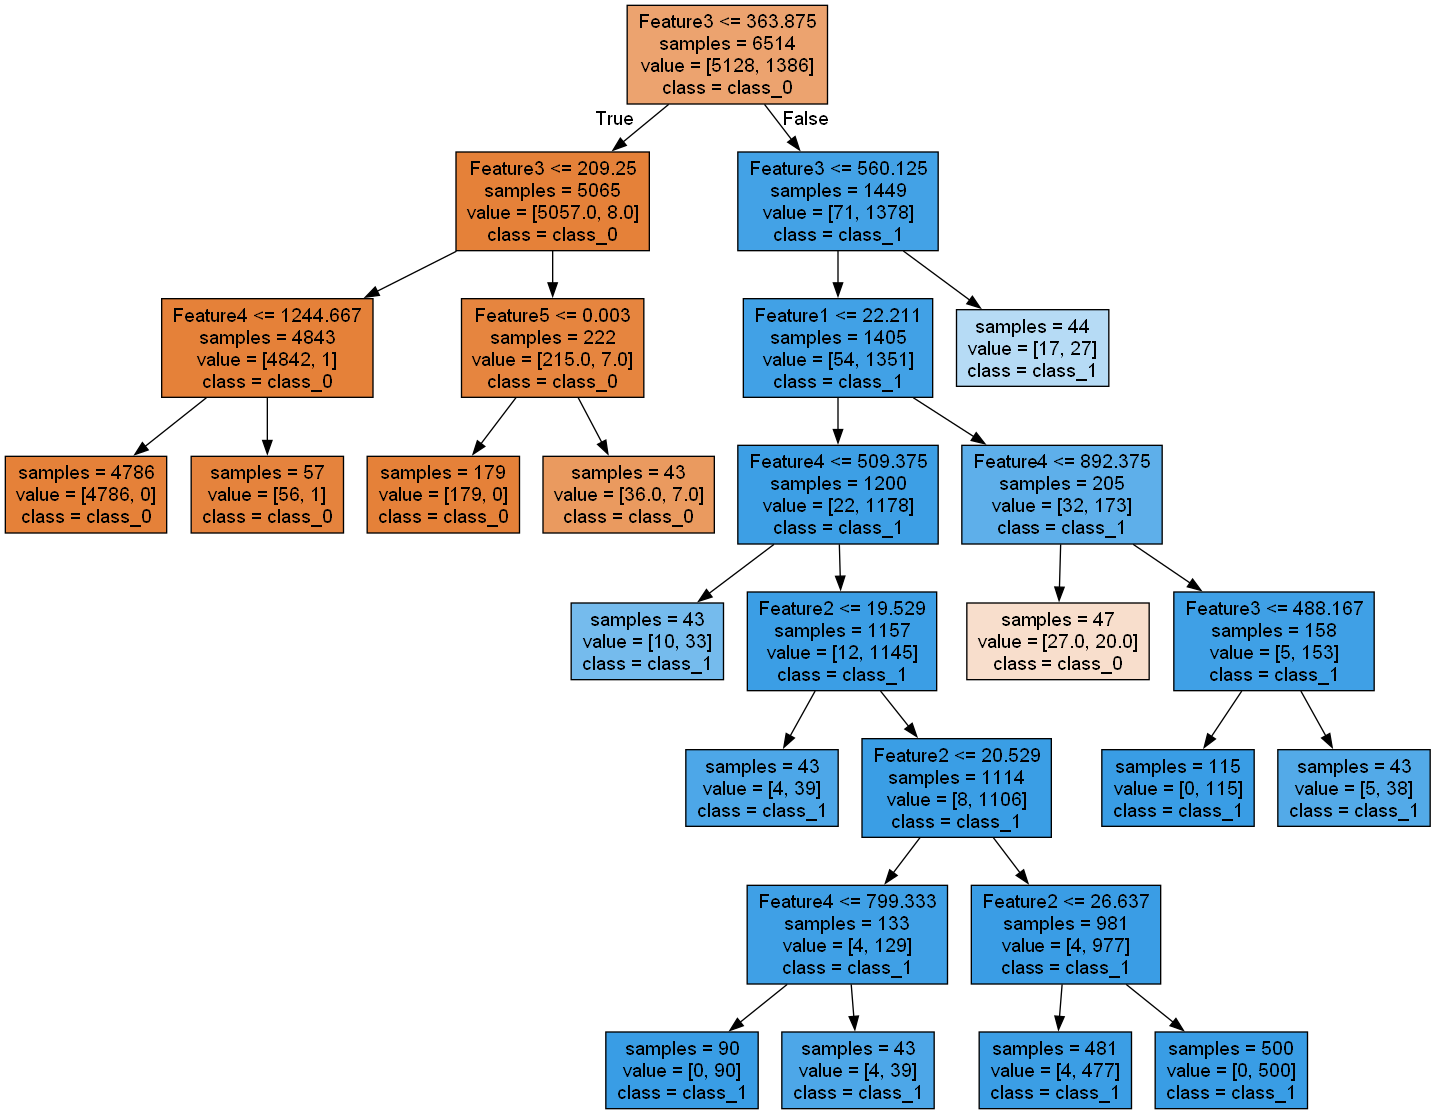 Feature3 <= 363.875
samples = 6514
value = [5128, 1386]
class = class_0
True
False
Feature3 <= 209.25
samples = 5065
value = [5057.0, 8.0]
class = class_0
Feature3 <= 560.125
samples = 1449
value = [71, 1378]
class = class_1
Feature4 <= 1244.667
samples = 4843
value = [4842, 1]
class = class_0
Feature5 <= 0.003
samples = 222
value = [215.0, 7.0]
class = class_0
Feature1 <= 22.211
samples = 1405
value = [54, 1351]
class = class_1
samples = 44
value = [17, 27]
class = class_1
samples = 4786
value = [4786, 0]
class = class_0
samples = 57
value = [56, 1]
class = class_0
samples = 179
value = [179, 0]
class = class_0
samples = 43
value = [36.0, 7.0]
class = class_0
Feature4 <= 509.375
samples = 1200
value = [22, 1178]
class = class_1
Feature4 <= 892.375
samples = 205
value = [32, 173]
class = class_1
samples = 43
value = [10, 33]
class = class_1
Feature2 <= 19.529
samples = 1157
value = [12, 1145]
class = class_1
samples = 47
value = [27.0, 20.0]
class = class_0
Feature3 <= 488.167
samples = 158
value = [5, 153]
class = class_1
samples = 43
value = [4, 39]
class = class_1
Feature2 <= 20.529
samples = 1114
value = [8, 1106]
class = class_1
samples = 115
value = [0, 115]
class = class_1
samples = 43
value = [5, 38]
class = class_1
Feature4 <= 799.333
samples = 133
value = [4, 129]
class = class_1
Feature2 <= 26.637
samples = 981
value = [4, 977]
class = class_1
samples = 90
value = [0, 90]
class = class_1
samples = 43
value = [4, 39]
class = class_1
samples = 481
value = [4, 477]
class = class_1
samples = 500
value = [0, 500]
class = class_1